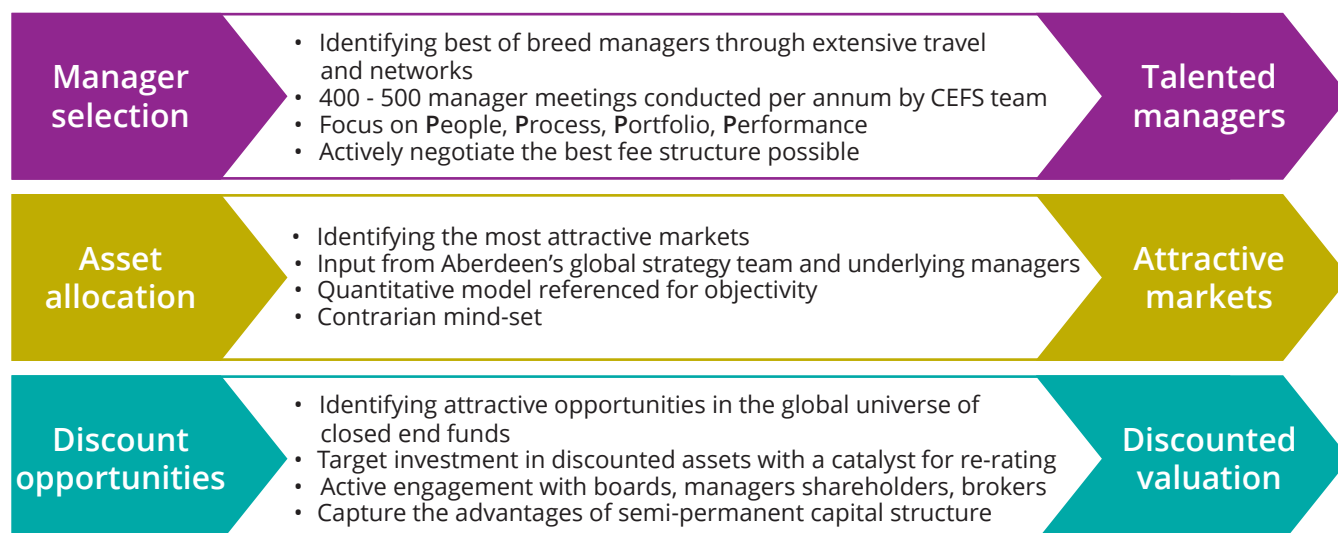 Manager
selection
• Identifying best of breed managers through extensive travel
and networks
• 400 - 500 manager meetings conducted per annum by CEFS team
• Focus on People, Process, Portfolio, Performance
• Actively negotiate the best fee structure possible
Talented
managers
Asset
allocation
• Identifying the most attractive markets
• Input from Aberdeen’s global strategy team and underlying managers
• Quantitative model referenced for objectivity
• Contrarian mind-set
Attractive
markets
Discount
opportunities
• Identifying attractive opportunities in the global universe of
closed end funds
• Target investment in discounted assets with a catalyst for re-rating
• Active engagement with boards, managers shareholders, brokers
• Capture the advantages of semi-permanent capital structure
Discounted
valuation